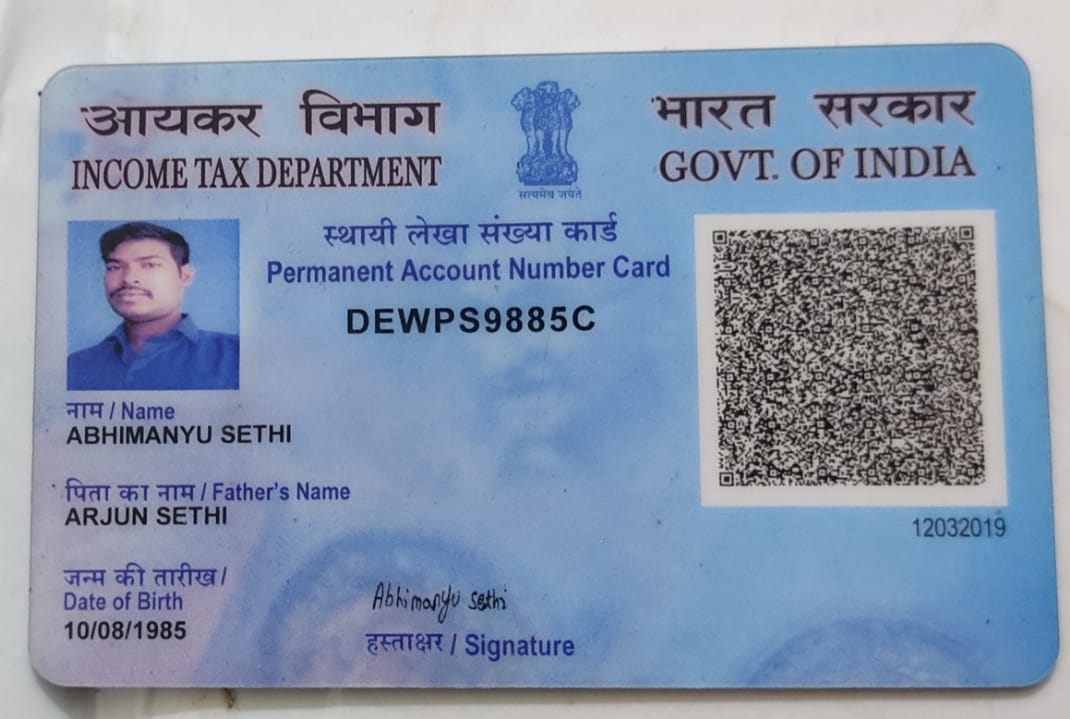 आयकर विभाग
INCOME TAX DEPARTMENT
सत्यमेव जयते
भारत सरकार
GOVT. OF INDIA
स्थायी लेखा संख्या कार्ड
Permanent Account Number Card
DEWPS9885C
नाम / Name
ABHIMANYU SETHI
पिता का नाम / Father's Name
ARJUN SETHI
12032019
जन्म की तारीख /
Date of Birth
10/08/1985
Abhimanyu sethi
हस्ताक्षर / Signature